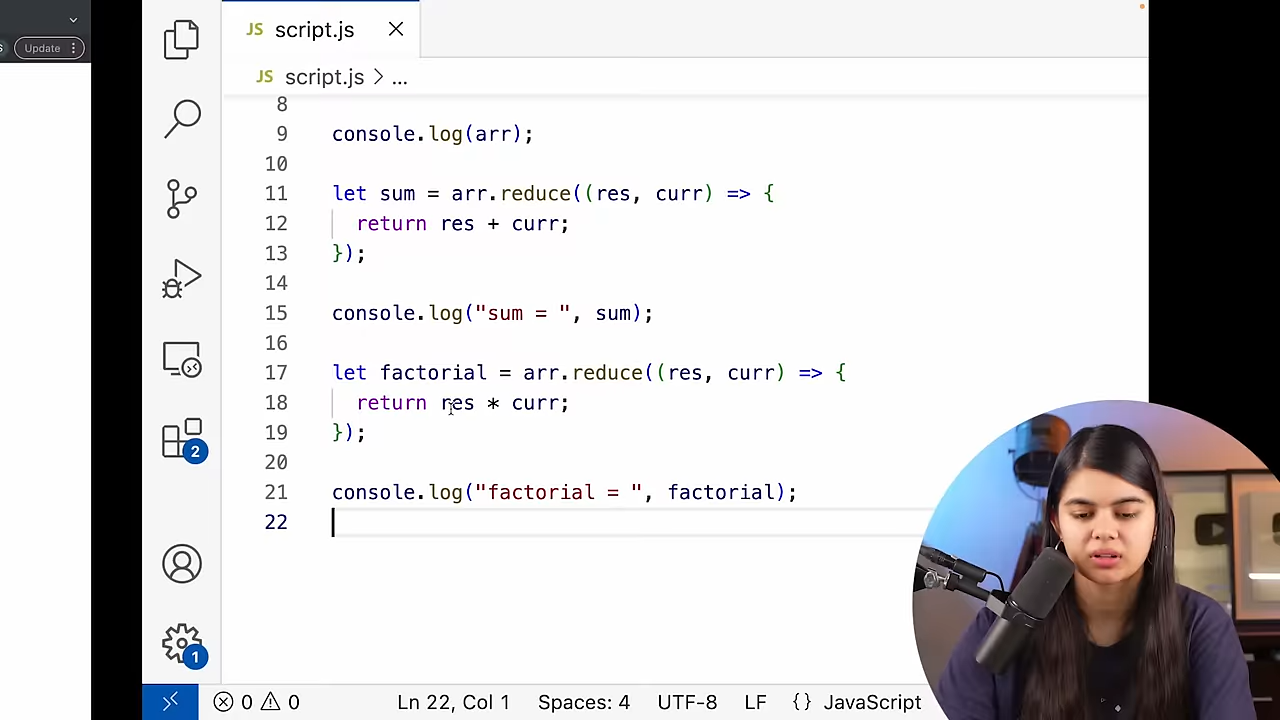 Update
JS script.js
JS script.js > ...
8
9 console.log(arr);
10
11 let sum = arr.reduce((res, curr) => {
12 return res + curr;
13 });
14
15 console.log("sum = ", sum);
16
17 let factorial = arr.reduce((res, curr) => {
18 return res * curr;
19 });
20
21 console.log("factorial = ", factorial);
22
2
1
0 0 Ln 22, Col 1 Spaces: 4 UTF-8 LF {} JavaScript